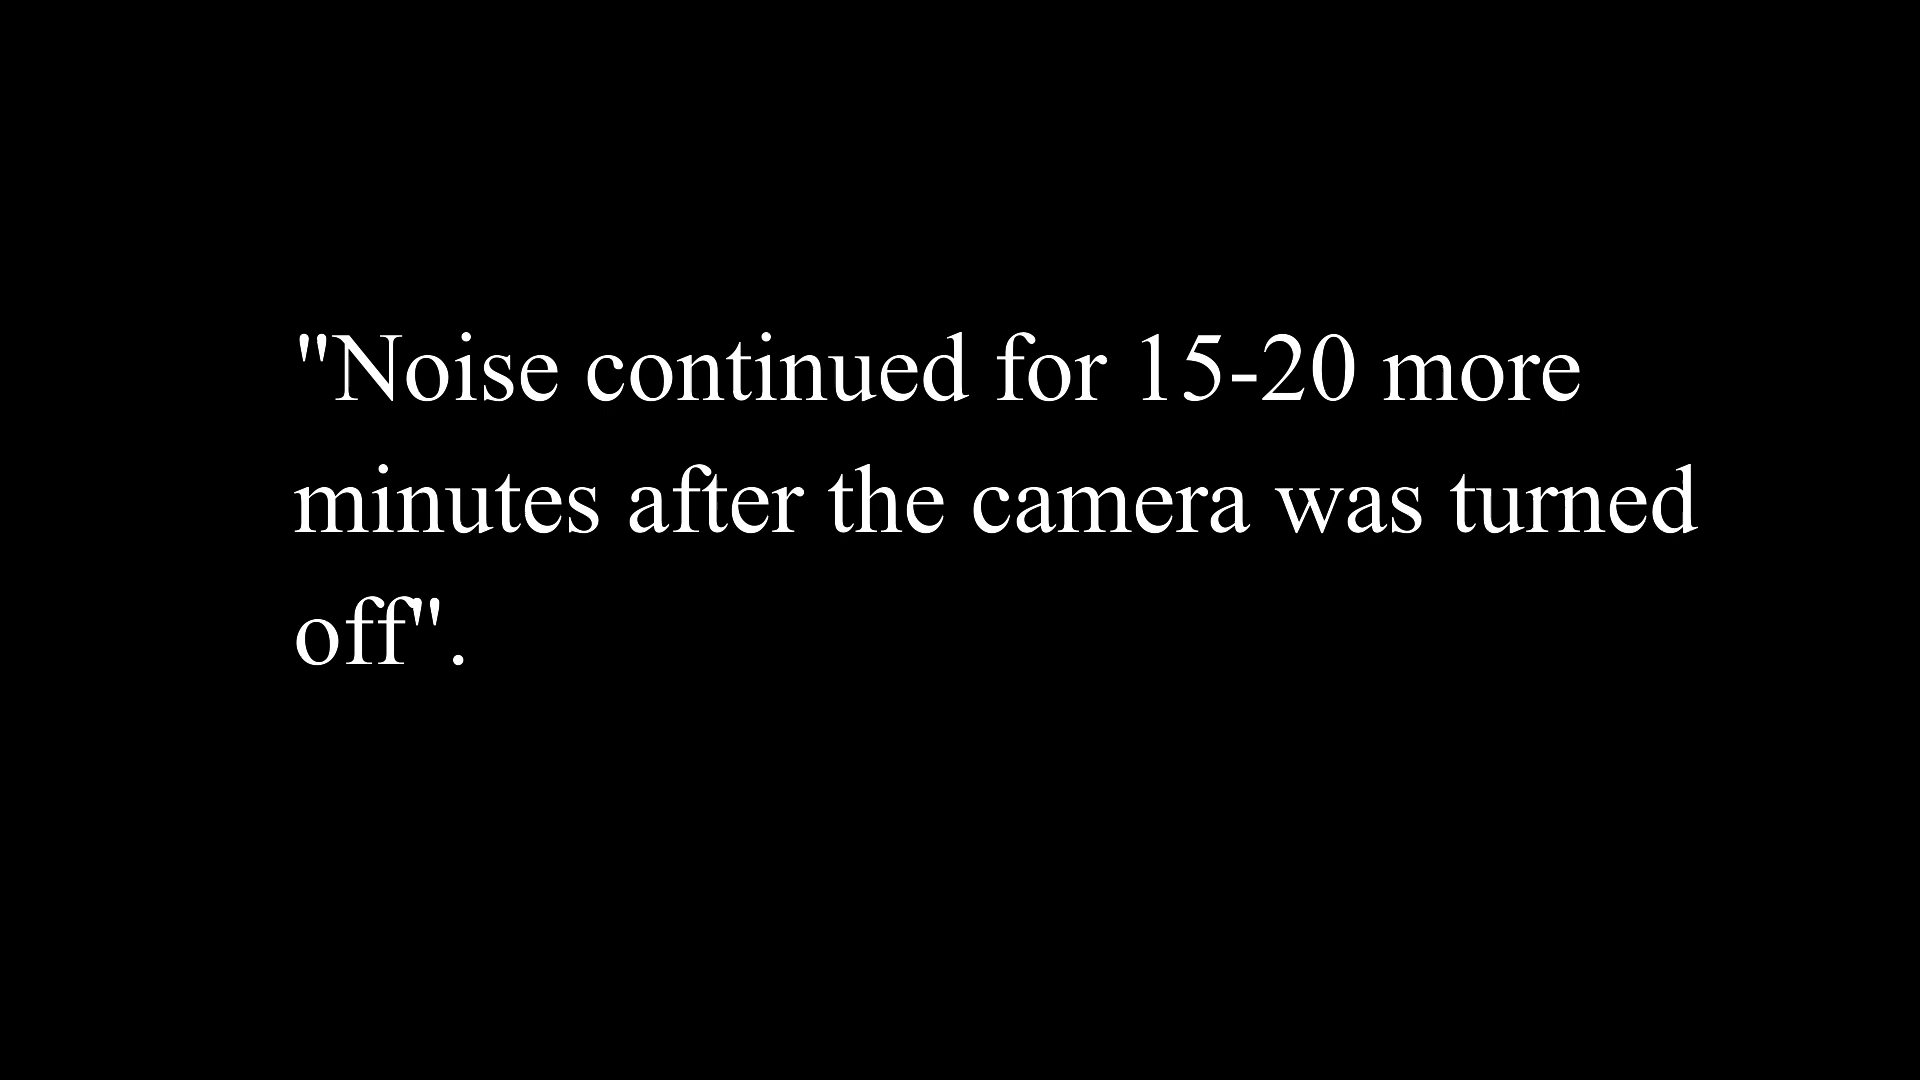 "Noise continued for 15-20 more
minutes after the camera was turned
off".